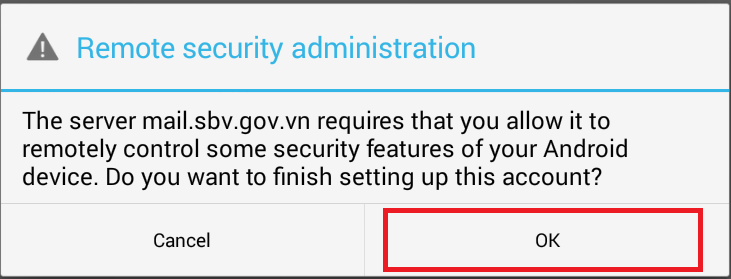 Remote security administration
The server mail.sbv.gov.vn requires that you allow it to
remotely control some security features of your Android
device. Do you want to finish setting up this account?
Cancel
OK